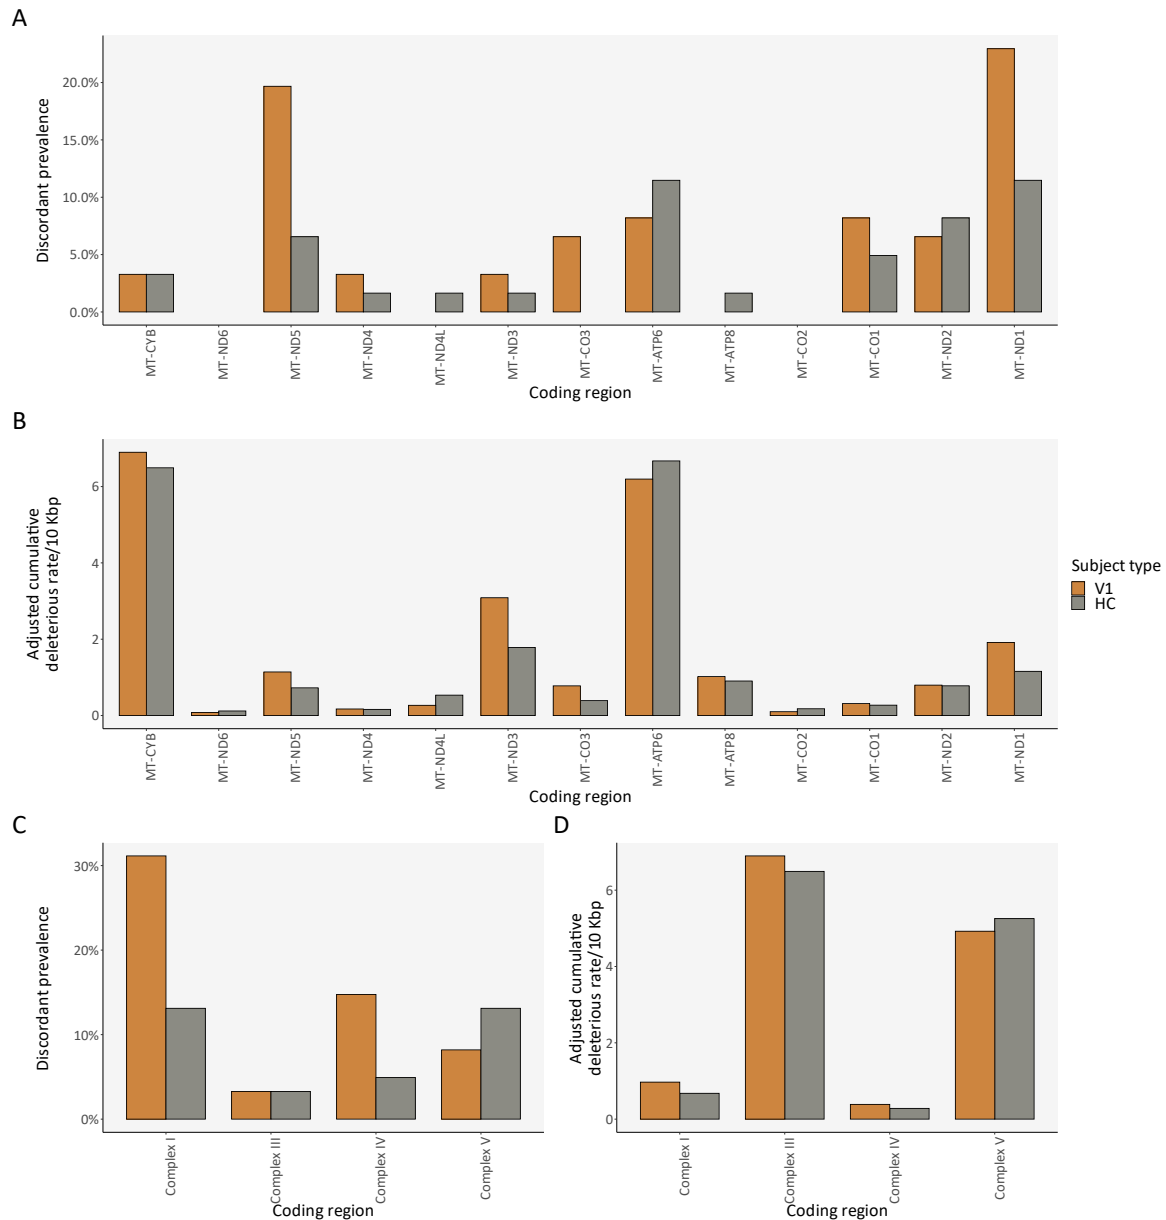 A
Discordant prevalence
20.0%
15.0%
10.0%
5.0%
0.0%
MT-CYB
MT-ND6
MT-ND5
MT-ND4
MT-ND4L
MT-ND3
MT-CO3
MT-ATP6
MT-ATP8
MT-CO2
MT-CO1
MT-ND2
MT-ND1
Coding region
B
Adjusted cumulative
deleterious rate/10 Kbp
6
4
2
0
MT-CYB
MT-ND6
MT-ND5
MT-ND4
MT-ND4L
MT-ND3
MT-CO3
MT-ATP6
MT-ATP8
MT-CO2
MT-CO1
MT-ND2
MT-ND1
Coding region
Subject type
V1
HC
C
Discordant prevalence
30%
20%
10%
0%
Complex I
Complex III
Complex IV
Complex V
Coding region
D
Adjusted cumulative
deleterious rate/10 Kbp
6
4
2
0
Complex I
Complex III
Complex IV
Complex V
Coding region